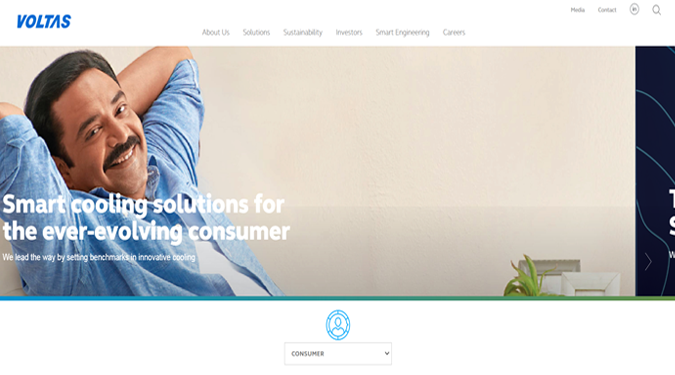 VOLTAS
Media Contact
About Us Solutions Sustainability Investors Smart Engineering Careers
Smart cooling solutions for
the ever-evolving consumer
We lead the way by setting benchmarks in innovative cooling
T
S
W
CONSUMER